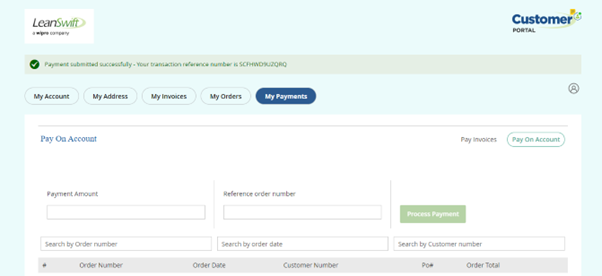 LeanSwift
a wipro company
Customer
PORTAL
Payment submitted successfully - Your transaction reference number is SCFHWD9UZQRQ
My Account
My Address
My Invoices
My Orders
My Payments
Pay On Account
Pay Invoices
Pay On Account
Payment Amount
Reference order number
Process Payment
Search by Order number
Search by order date
Search by Customer number
# Order Number Order Date Customer Number Po# Order Total